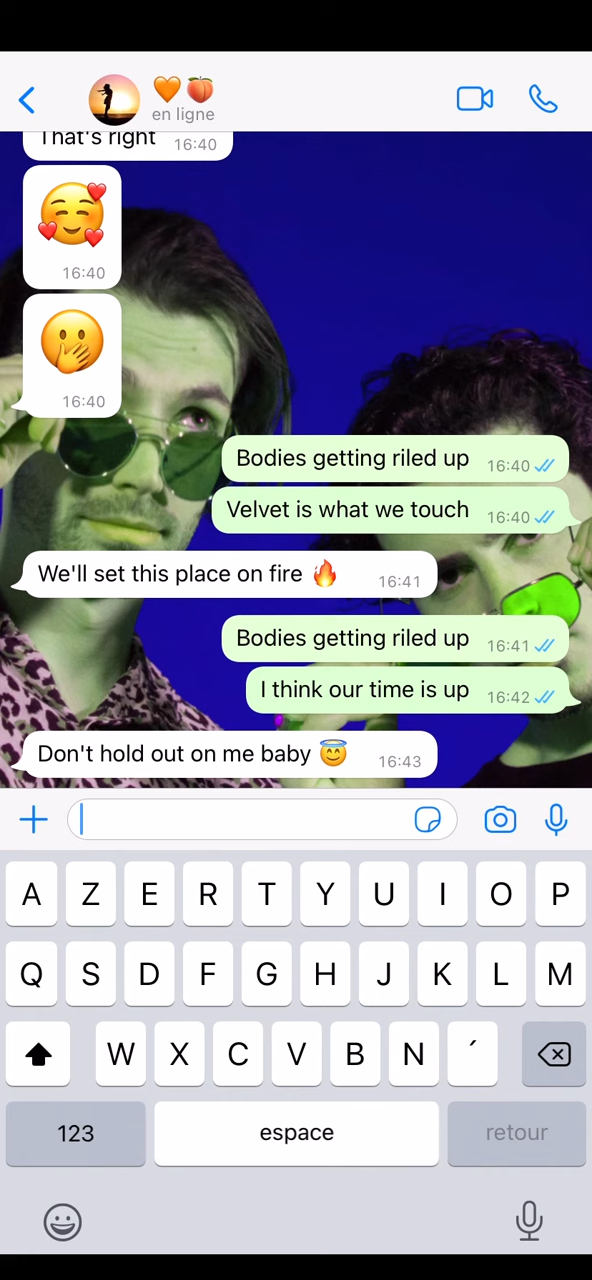 🧡 🍑
en ligne
That's right 16:40
🥰
16:40
🤭
16:40
Bodies getting riled up 16:40
Velvet is what we touch 16:40
We'll set this place on fire 🔥 16:41
Bodies getting riled up 16:41
I think our time is up 16:42
Don't hold out on me baby 😇 16:43
A Z E R T Y U I O P
Q S D F G H J K L M
W X C V B N ´
123 espace retour